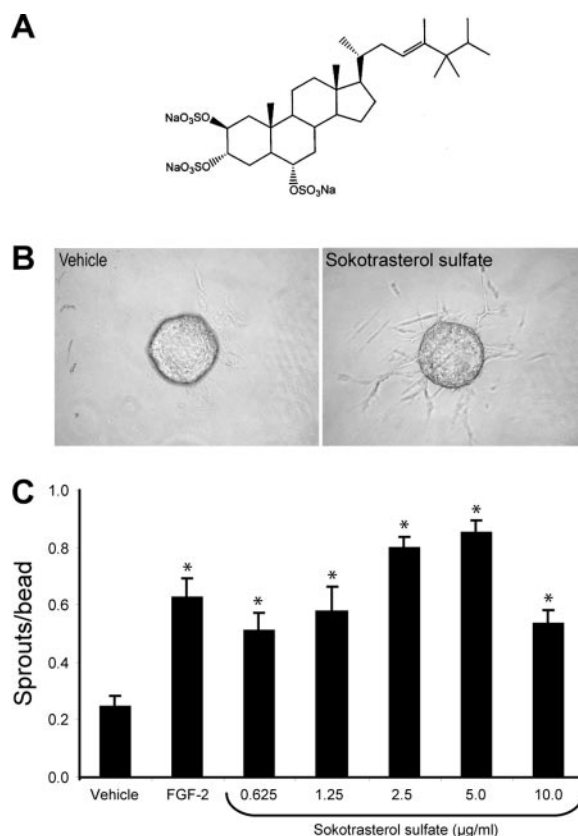 A
NaO₃SO
NaO₃SO
OSO₃Na
B
Vehicle
Sokotrasterol sulfate
C
1.0
0.8
0.6
0.4
0.2
0.0
Sprouts/bead
* * * * * *
Vehicle FGF-2 0.625 1.25 2.5 5.0 10.0
Sokotrasterol sulfate (µg/ml)